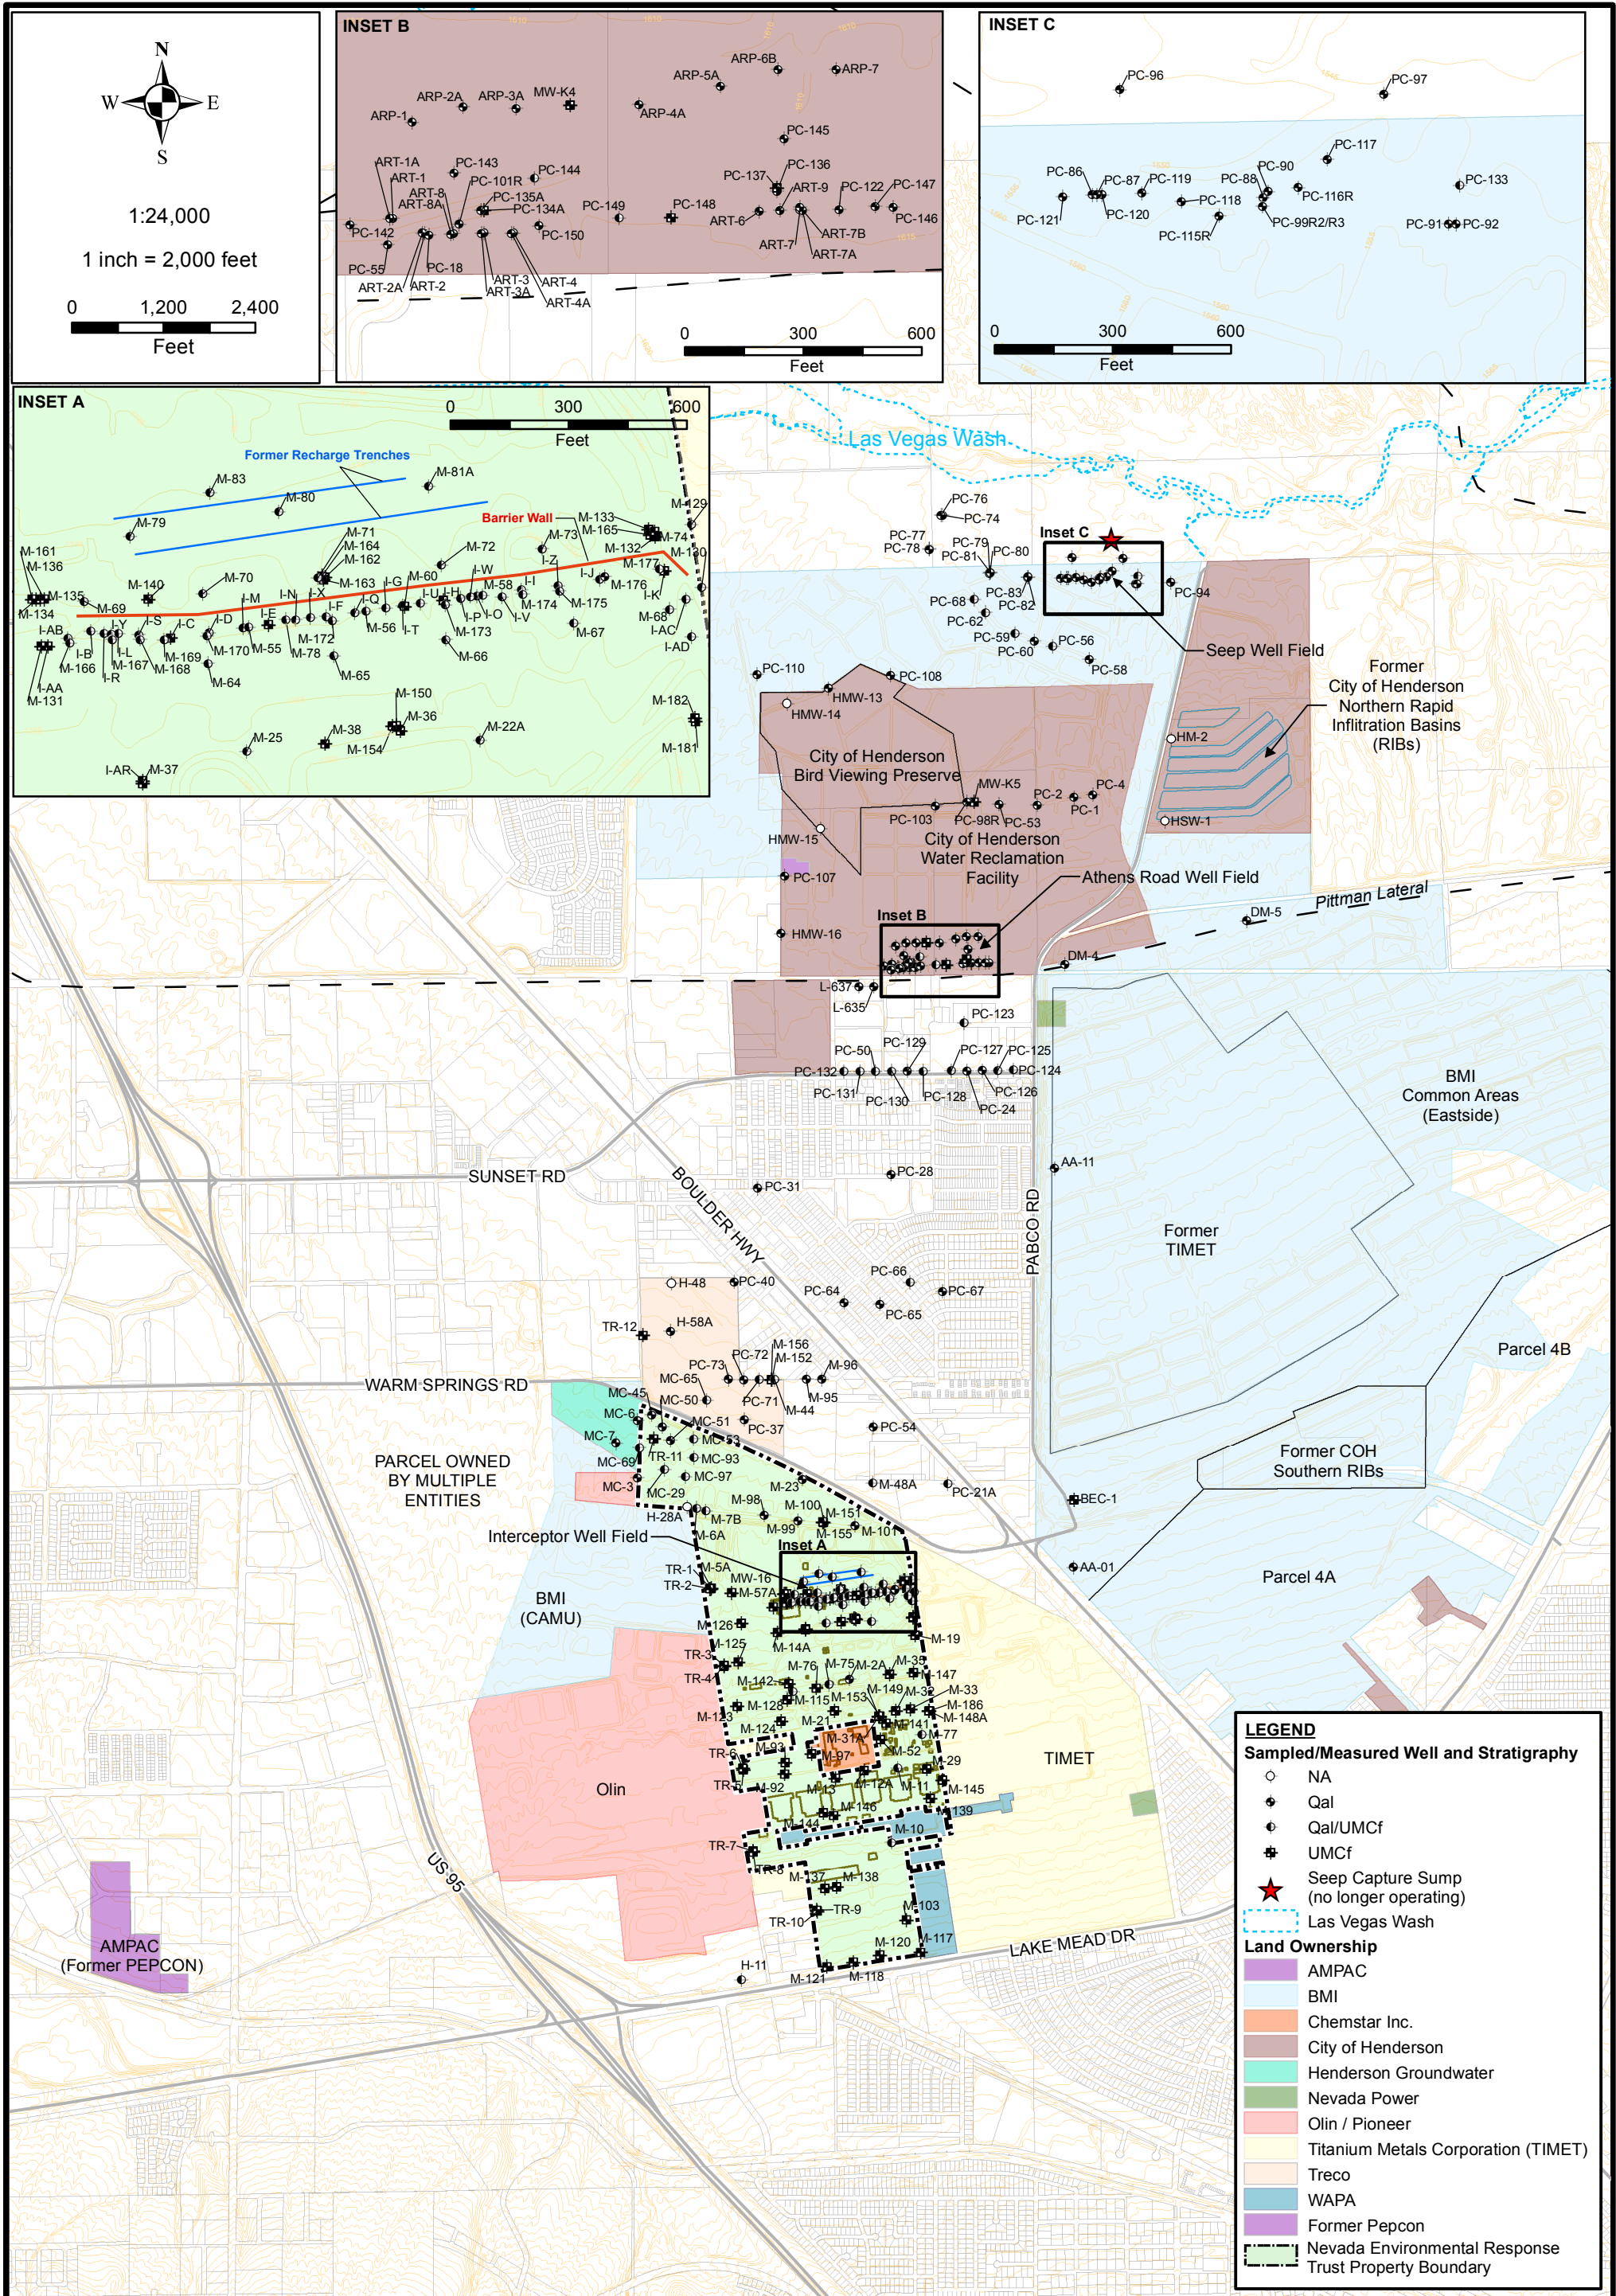 N
W
E
S
1:24,000
1 inch = 2,000 feet
0 1,200 2,400
Feet
INSET B
1610
1610
1610
1610
1615
1600
ARP-6B
ARP-7
ARP-5A
ARP-2A
ARP-3A
MW-K4
ARP-4A
ARP-1
PC-145
ART-1A
ART-1
PC-143
PC-144
PC-136
PC-137
ART-8
PC-101R
ART-8A
PC-135A
PC-134A
PC-149
PC-148
ART-9
PC-122
PC-147
ART-6
PC-146
PC-142
PC-150
ART-7
ART-7B
ART-7A
PC-55
PC-18
ART-2A
ART-2
ART-3
ART-3A
ART-4
ART-4A
0 300 600
Feet
INSET C
PC-96
PC-97
PC-117
PC-86
PC-87
PC-119
PC-90
PC-88
PC-133
PC-116R
PC-118
PC-121
PC-120
PC-115R
PC-99R2/R3
PC-91
PC-92
0 300 600
Feet
INSET A
0 300 600
Feet
Former Recharge Trenches
M-83
M-81A
M-80
M-79
M-129
Barrier Wall
M-133
M-165
M-74
M-132
M-130
M-71
M-164
M-162
M-163
M-72
M-73
M-161
M-136
M-135
M-140
M-70
M-134
M-69
I-X
I-N
I-G
M-60
I-W
I-Z
I-J
M-177
M-176
I-K
M-58
I-I
M-174
M-175
I-M
I-E
I-F
I-Q
I-U
I-H
I-P
I-O
I-V
M-68
I-AC
I-AD
I-AB
I-Y
I-S
I-C
I-D
M-172
M-56
I-T
M-173
M-67
M-166
I-B
I-L
M-167
I-R
M-168
M-169
M-170
M-55
M-78
M-66
M-65
M-64
I-AA
M-131
M-150
M-36
M-38
M-154
M-22A
M-25
M-182
M-181
I-AR
M-37
Las Vegas Wash
PC-76
PC-74
PC-77
PC-78
PC-79
PC-80
PC-81
Inset C
PC-83
PC-82
PC-94
PC-68
PC-62
PC-59
PC-60
PC-56
PC-58
Seep Well Field
PC-110
PC-108
HMW-13
HMW-14
Former
City of Henderson
Northern Rapid
Inflitration Basins
(RIBs)
HM-2
City of Henderson
Bird Viewing Preserve
MW-K5
PC-2
PC-4
PC-1
PC-103
PC-98R
PC-53
HSW-1
HMW-15
City of Henderson
Water Reclamation
Facility
PC-107
Athens Road Well Field
Pittman Lateral
DM-5
Inset B
HMW-16
DM-4
L-637
L-635
PC-123
PC-129
PC-50
PC-127
PC-125
PC-132
PC-124
PC-131
PC-130
PC-128
PC-126
PC-24
BMI
Common Areas
(Eastside)
SUNSET RD
BOULDER HWY
PC-28
PC-31
AA-11
PABCO RD
Former
TIMET
H-48
PC-40
PC-66
PC-67
PC-64
PC-65
TR-12
H-58A
M-156
M-152
PC-72
PC-73
M-96
Parcel 4B
WARM SPRINGS RD
MC-65
PC-71
M-95
M-44
MC-45
MC-50
MC-6
MC-51
PC-37
PC-54
MC-7
MC-53
Former COH
Southern RIBs
PARCEL OWNED
BY MULTIPLE
ENTITIES
MC-69
TR-11
MC-93
MC-3
MC-97
M-23
M-48A
PC-21A
MC-29
BEC-1
H-28A
M-7B
M-98
M-100
M-151
M-99
M-155
M-101
Interceptor Well Field
M-6A
Inset A
AA-01
Parcel 4A
TR-1
M-5A
TR-2
MW-16
M-57A
BMI
(CAMU)
M-126
M-14A
M-19
M-125
TR-3
TR-4
M-76
M-75
M-2A
M-35
M-147
M-142
M-149
M-32
M-33
M-128
M-115
M-153
M-186
M-148A
M-123
M-124
M-21
M-141
M-77
M-31A
M-93
M-97
M-52
M-29
TR-6
TR-5
M-92
M-13
M-12A
M-11
M-145
TIMET
Olin
M-146
M-139
M-144
M-10
TR-7
TR-8
M-137
M-138
M-103
TR-9
TR-10
M-120
M-117
LAKE MEAD DR
M-121
M-118
H-11
US 95
AMPAC
(Former PEPCON)
LEGEND
Sampled/Measured Well and Stratigraphy
NA
Qal
Qal/UMCf
UMCf
Seep Capture Sump
(no longer operating)
Las Vegas Wash
Land Ownership
AMPAC
BMI
Chemstar Inc.
City of Henderson
Henderson Groundwater
Nevada Power
Olin / Pioneer
Titanium Metals Corporation (TIMET)
Treco
WAPA
Former Pepcon
Nevada Environmental Response
Trust Property Boundary